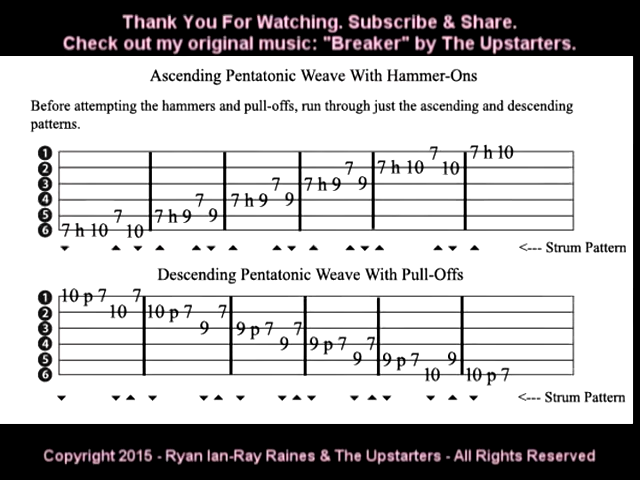 Thank You For Watching. Subscribe & Share.
Check out my original music: "Breaker" by The Upstarters.
Ascending Pentatonic Weave With Hammer-Ons
Before attempting the hammers and pull-offs, run through just the ascending and descending
patterns.
1 7 7 h 10
2 7 7 h 10 10
3 7 7 h 9 9
4 7 7 h 9 9
5 7 7 h 9 9
6 7 h 10 10
<--- Strum Pattern
Descending Pentatonic Weave With Pull-Offs
1 10 p 7 7
2 10 10 p 7 7
3 9 9 p 7 7
4 9 9 p 7 7
5 9 9 p 7 9
6 10 10 p 7
<--- Strum Pattern
Copyright 2015 - Ryan Ian-Ray Raines & The Upstarters - All Rights Reserved